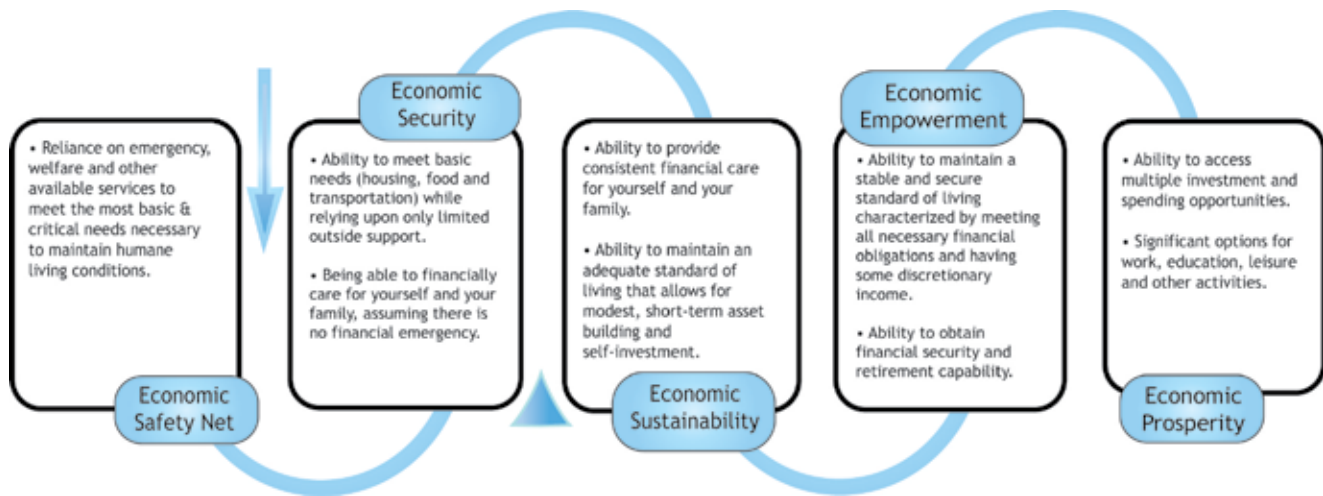 • Reliance on emergency,
welfare and other
available services to
meet the most basic &
critical needs necessary
to maintain humane
living conditions.
Economic
Safety Net
Economic
Security
• Ability to meet basic
needs (housing, food and
transportation) while
relying upon only limited
outside support.
• Being able to financially
care for yourself and your
family, assuming there is
no financial emergency.
• Ability to provide
consistent financial care
for yourself and your
family.
• Ability to maintain an
adequate standard of
living that allows for
modest, short-term asset
building and
self-investment.
Economic
Sustainability
Economic
Empowerment
• Ability to maintain a
stable and secure
standard of living
characterized by meeting
all necessary financial
obligations and having
some discretionary
income.
• Ability to obtain
financial security and
retirement capability.
• Ability to access
multiple investment and
spending opportunities.
• Significant options for
work, education, leisure
and other activities.
Economic
Prosperity